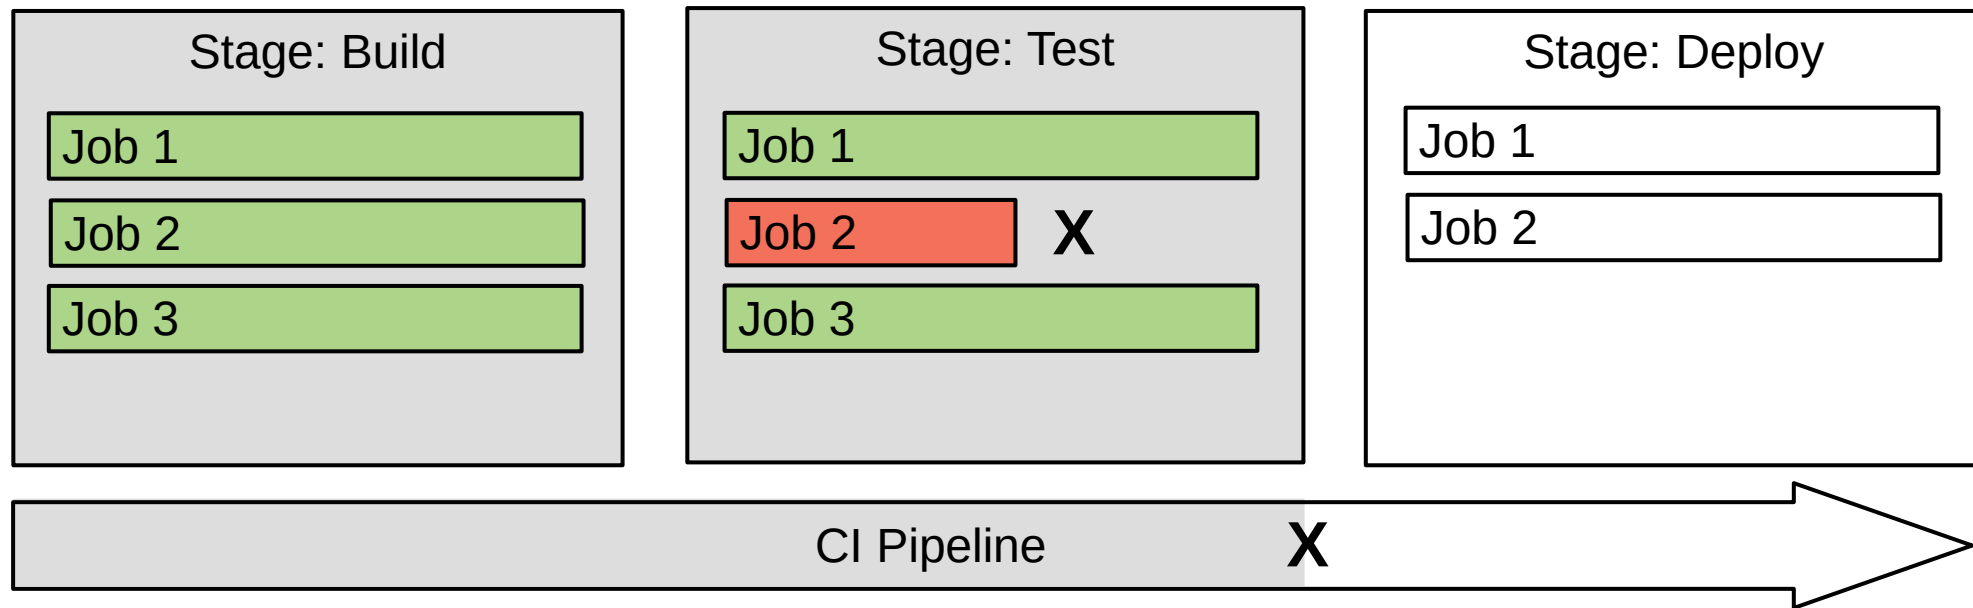 Stage: Build
Job 1
Job 2
Job 3
Stage: Test
Job 1
Job 2 X
Job 3
Stage: Deploy
Job 1
Job 2
CI Pipeline X